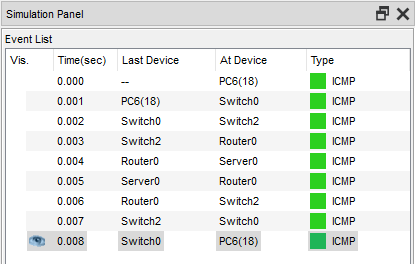 Simulation Panel
Event List
Vis. Time(sec) Last Device At Device Type
0.000 -- PC6(18) ICMP
0.001 PC6(18) Switch0 ICMP
0.002 Switch0 Switch2 ICMP
0.003 Switch2 Router0 ICMP
0.004 Router0 Server0 ICMP
0.005 Server0 Router0 ICMP
0.006 Router0 Switch2 ICMP
0.007 Switch2 Switch0 ICMP
0.008 Switch0 PC6(18) ICMP